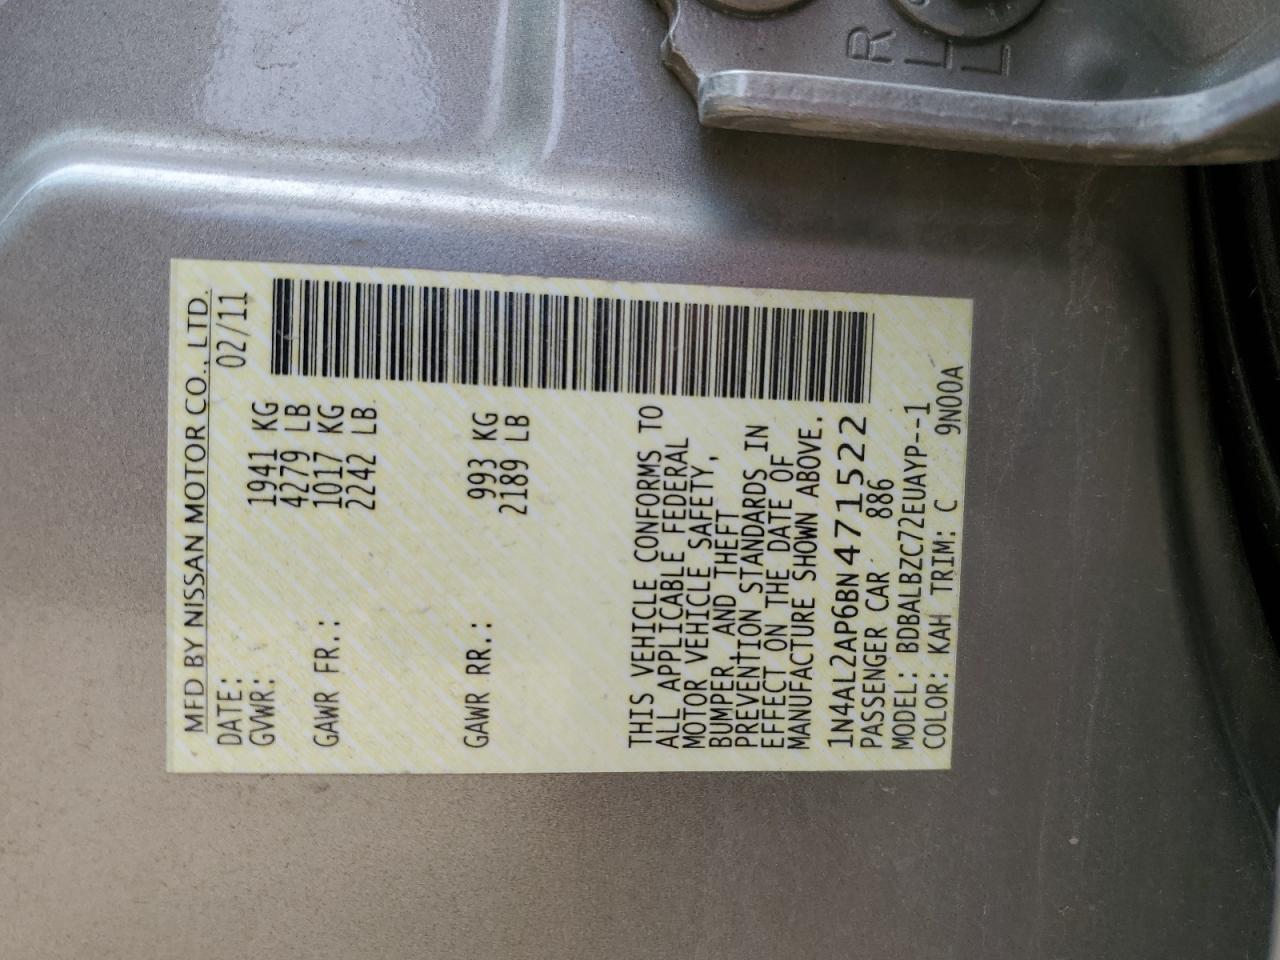 MFD BY NISSAN MOTOR CO., LTD.
DATE: 02/11
GVWR: 1941 KG
4279 LB
GAWR FR.: 1017 KG
2242 LB
GAWR RR.: 993 KG
2189 LB
THIS VEHICLE CONFORMS TO
ALL APPLICABLE FEDERAL
MOTOR VEHICLE SAFETY,
BUMPER, AND THEFT
PREVENTION STANDARDS IN
EFFECT ON THE DATE OF
MANUFACTURE SHOWN ABOVE.
1N4AL2AP6BN471522
PASSENGER CAR 886
MODEL: BDBALBZC72EUAYP--1
COLOR: KAH TRIM: C 9N00A
R